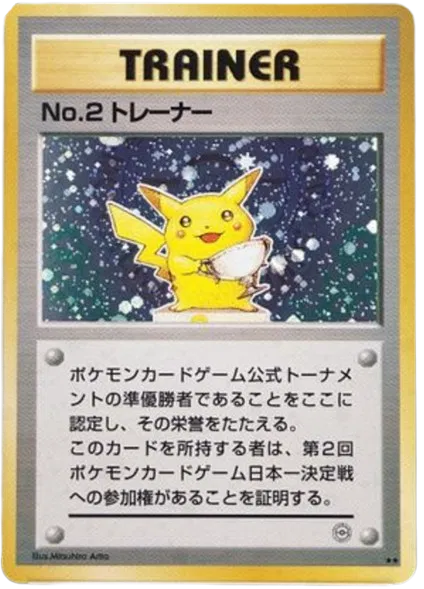 TRAINER
No.2 トレーナー
ポケモンカードゲーム公式トーナメ
ントの準優勝者であることをここに
認定し、その栄誉をたたえる。
このカードを所持する者は、第2回
ポケモンカードゲーム日本一決定戦
への参加権があることを証明する。
Illus.Mitsuhiro Arita
★★